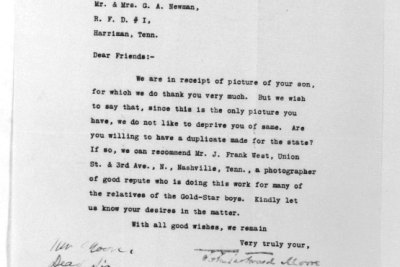 Mr. & Mrs. G. A. Newman,
R. F. D. # I,
Harriman, Tenn.
Dear Friends:-
We are in receipt of picture of your son,
for which we do thank you very much. But we wish
to say that, since this is the only picture you
have, we do not like to deprive you of same. Are
you willing to have a duplicate made for the state?
If so, we can recommend Mr. J. Frank West, Union
St. & 3rd Ave., N., Nashville, Tenn., a photographer
of good repute who is doing this work for many of
the relatives of the Gold-Star boys. Kindly let
us know your desires in the matter.
With all good wishes, we remain
Very truly your,
Moore
Dear Sir